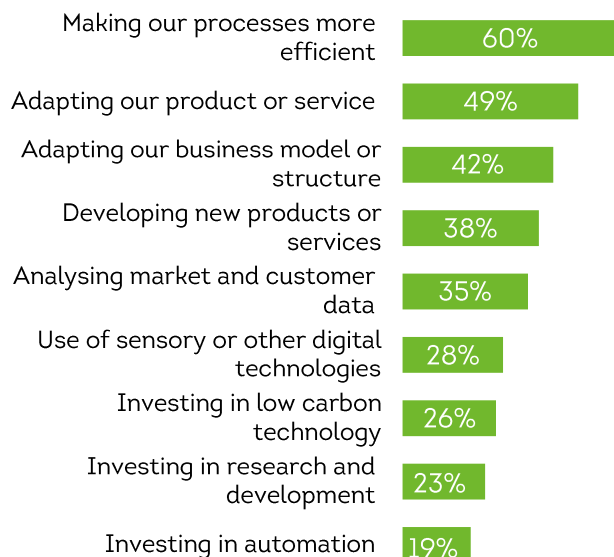 Making our processes more
efficient
60%
Adapting our product or service
49%
Adapting our business model or
structure
42%
Developing new products or
services
38%
Analysing market and customer
data
35%
Use of sensory or other digital
technologies
28%
Investing in low carbon
technology
26%
Investing in research and
development
23%
Investing in automation
19%